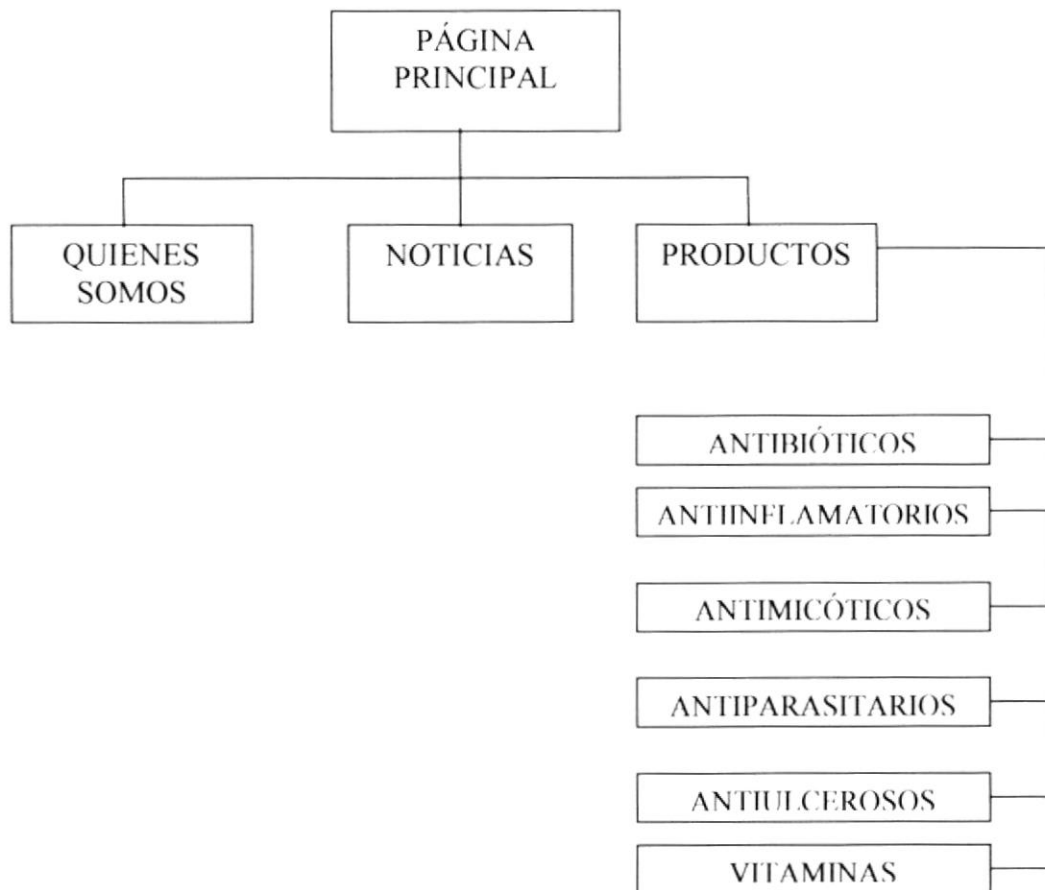 PÁGINA
PRINCIPAL
QUIENES
SOMOS
NOTICIAS
PRODUCTOS
ANTIBIÓTICOS
ANTIINFLAMATORIOS
ANTIMICÓTICOS
ANTIPARASITARIOS
ANTIULCEROSOS
VITAMINAS